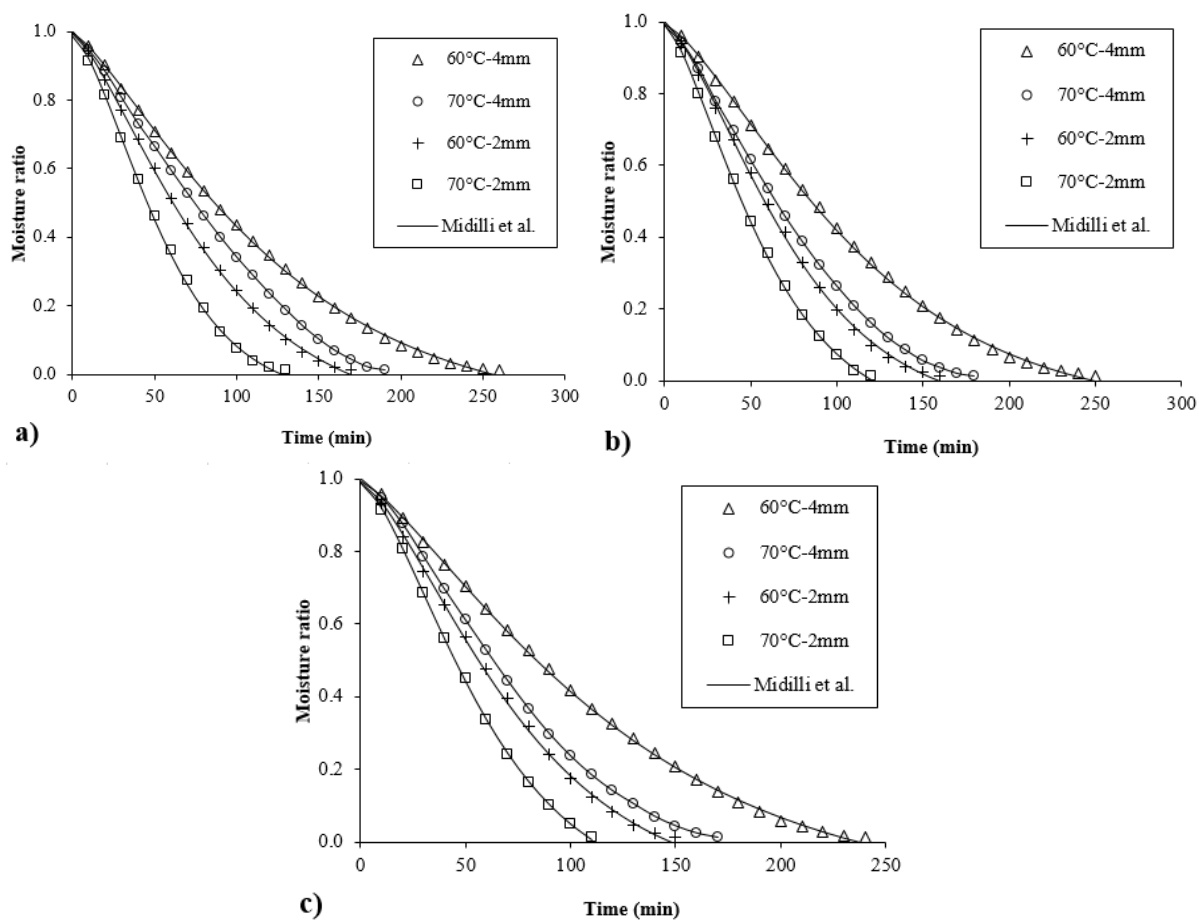 1.0
0.8
0.6
0.4
0.2
0.0
Moisture ratio
0
50
100
150
200
250
300
Time (min)
60°C-4mm
70°C-4mm
60°C-2mm
70°C-2mm
Midilli et al.
a)
1.0
0.8
0.6
0.4
0.2
0.0
Moisture ratio
0
50
100
150
200
250
300
Time (min)
60°C-4mm
70°C-4mm
60°C-2mm
70°C-2mm
Midilli et al.
b)
1.0
0.8
0.6
0.4
0.2
0.0
Moisture ratio
0
50
100
150
200
250
Time (min)
60°C-4mm
70°C-4mm
60°C-2mm
70°C-2mm
Midilli et al.
c)